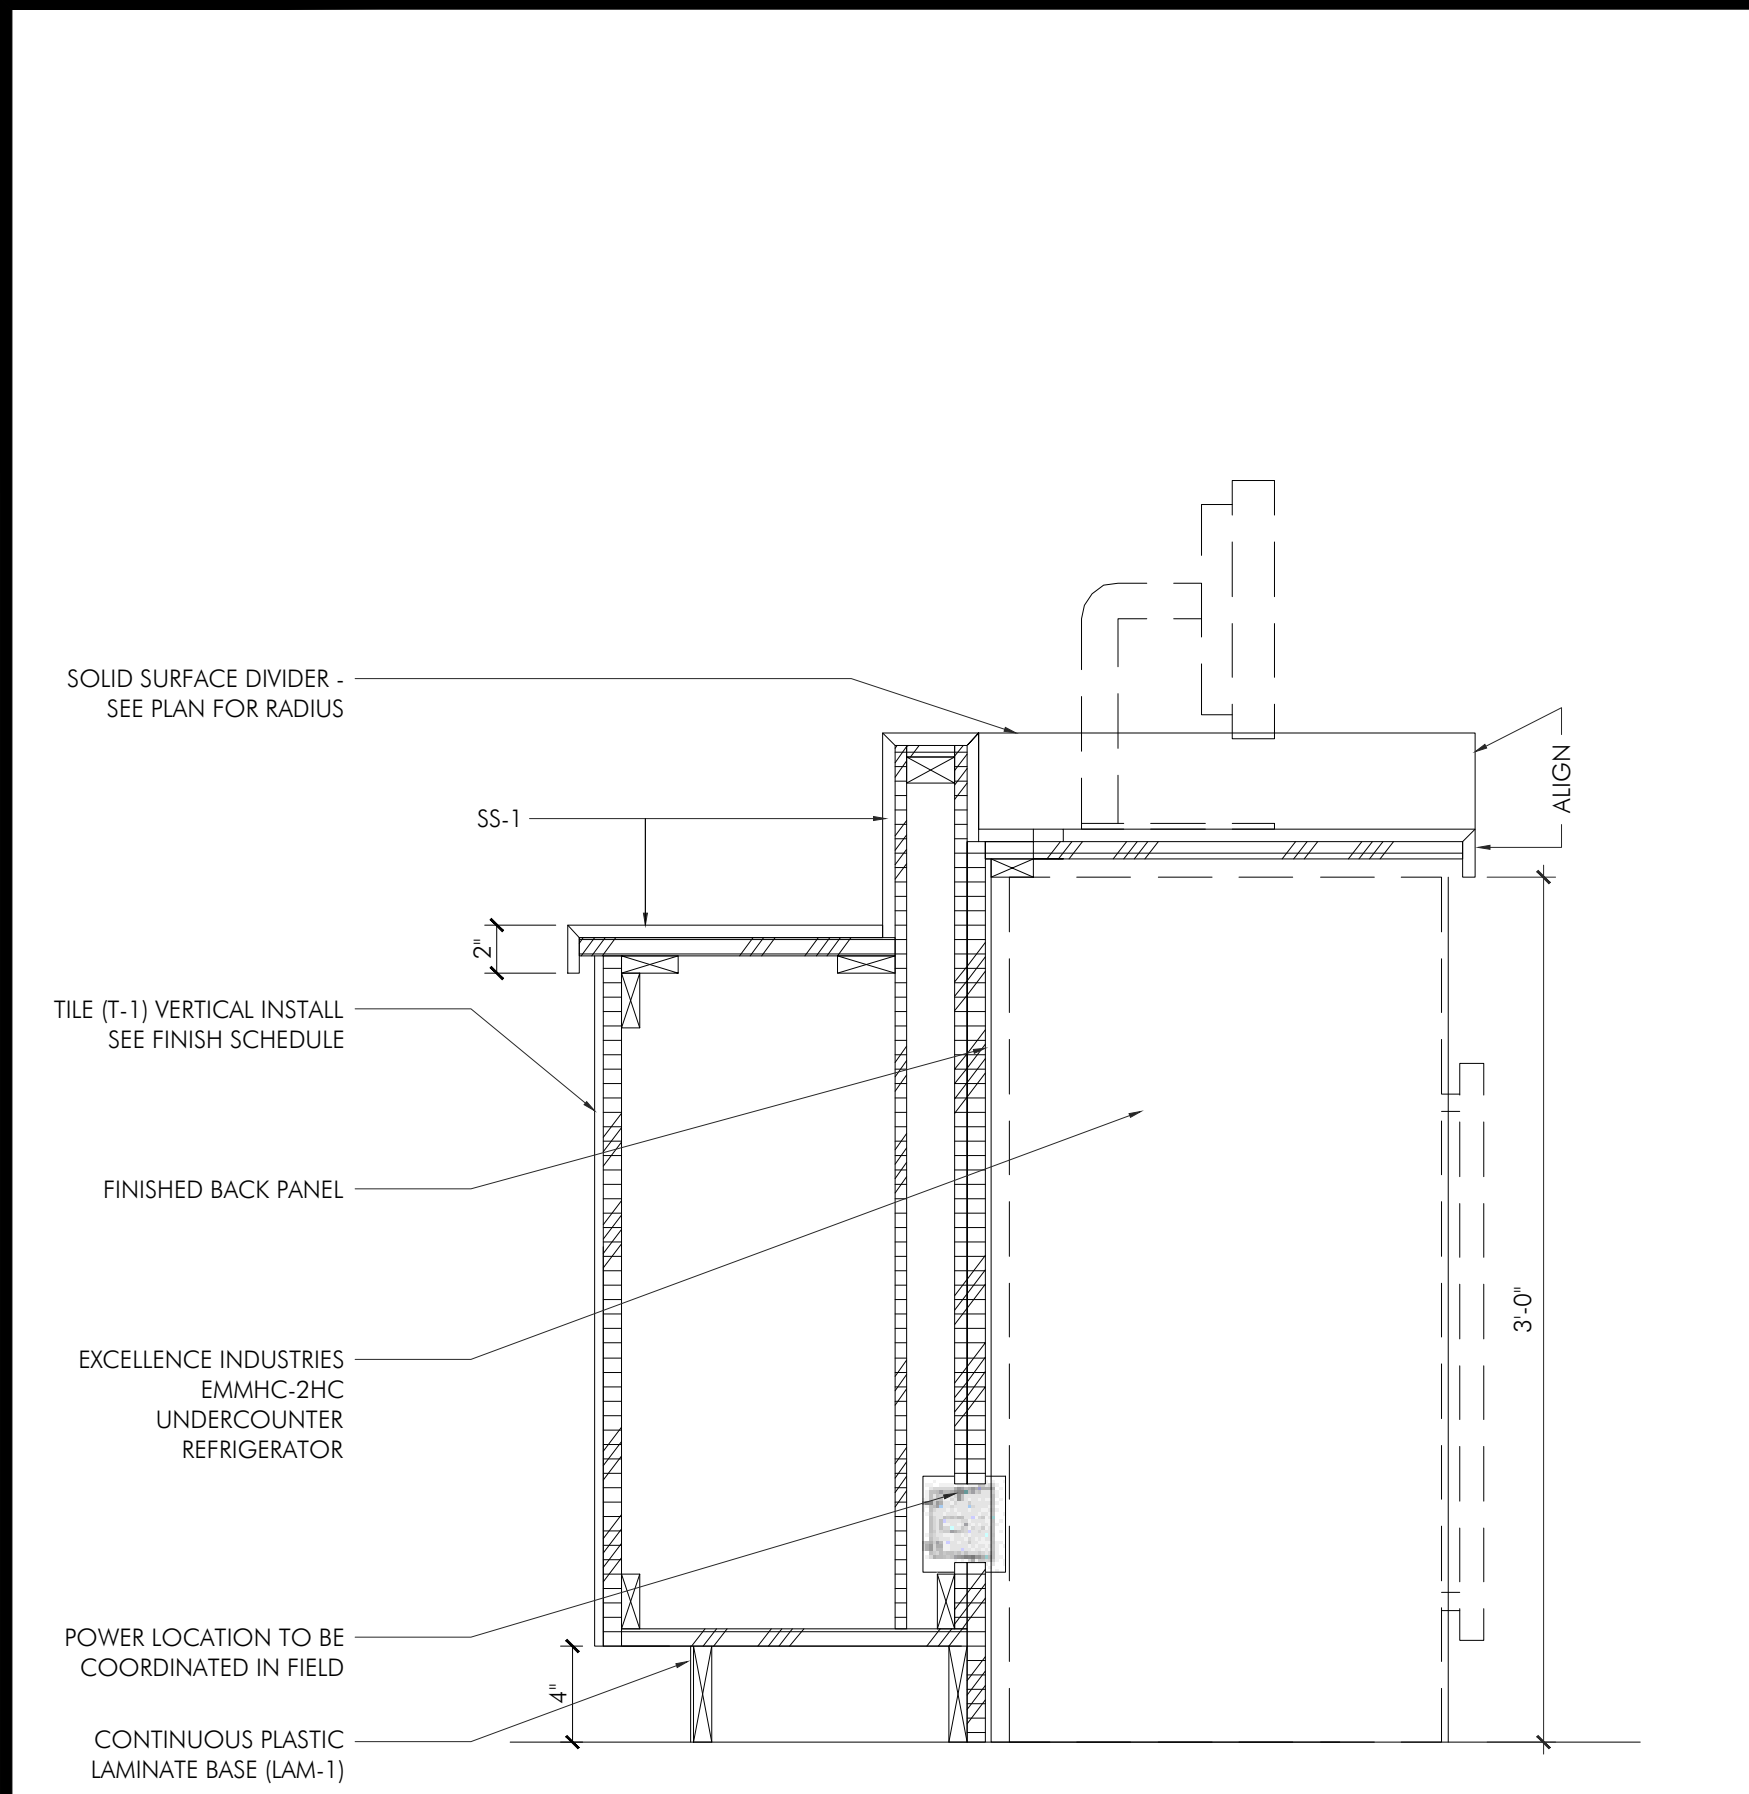 SOLID SURFACE DIVIDER -
SEE PLAN FOR RADIUS
ALIGN
SS-1
2"
TILE (T-1) VERTICAL INSTALL
SEE FINISH SCHEDULE
FINISHED BACK PANEL
3'-0"
EXCELLENCE INDUSTRIES
EMMHC-2HC
UNDERCOUNTER
REFRIGERATOR
POWER LOCATION TO BE
COORDINATED IN FIELD
4"
CONTINUOUS PLASTIC
LAMINATE BASE (LAM-1)